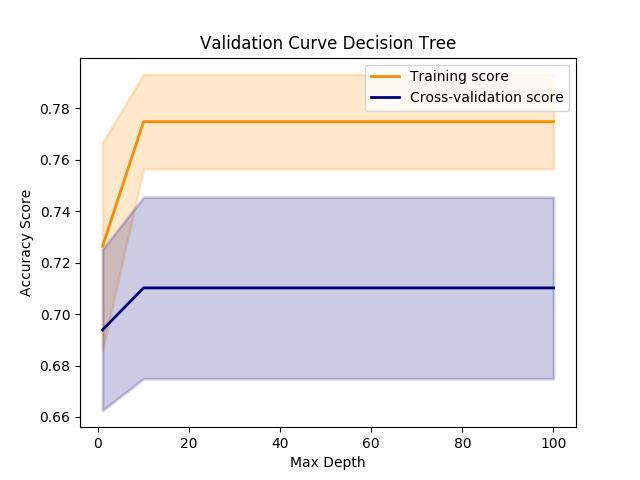 Validation Curve Decision Tree
Training score
Cross-validation score
Accuracy Score
0.78
0.76
0.74
0.72
0.70
0.68
0.66
0 20 40 60 80 100
Max Depth